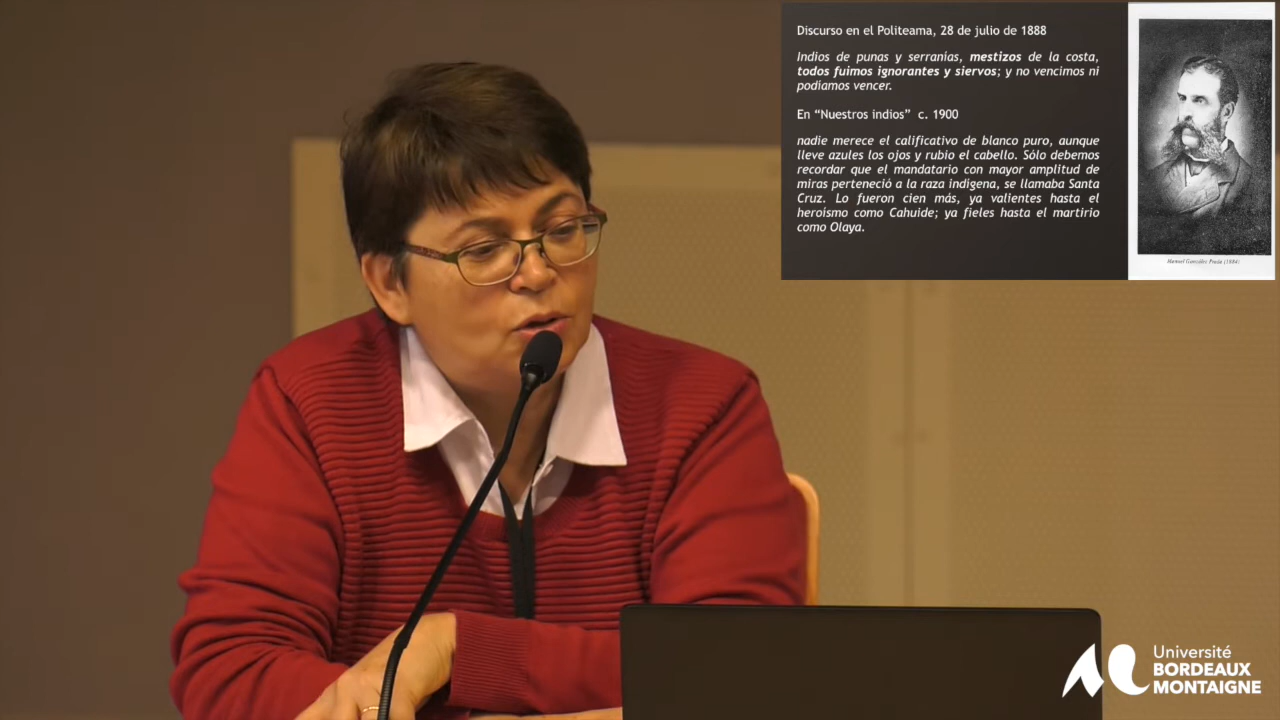 Discurso en el Politeama, 28 de julio de 1888
Indios de punas y serranías, mestizos de la costa,
todos fuimos ignorantes y siervos; y no vencimos ni
podíamos vencer.
En “Nuestros indios” c. 1900
nadie merece el calificativo de blanco puro, aunque
lleve azules los ojos y rubio el cabello. Sólo debemos
recordar que el mandatario con mayor amplitud de
miras perteneció a la raza indígena, se llamaba Santa
Cruz. Lo fueron cien más, ya valientes hasta el
heroísmo como Cahuide; ya fieles hasta el martirio
como Olaya.
Manuel González Prada (1884)
Université
BORDEAUX
MONTAIGNE